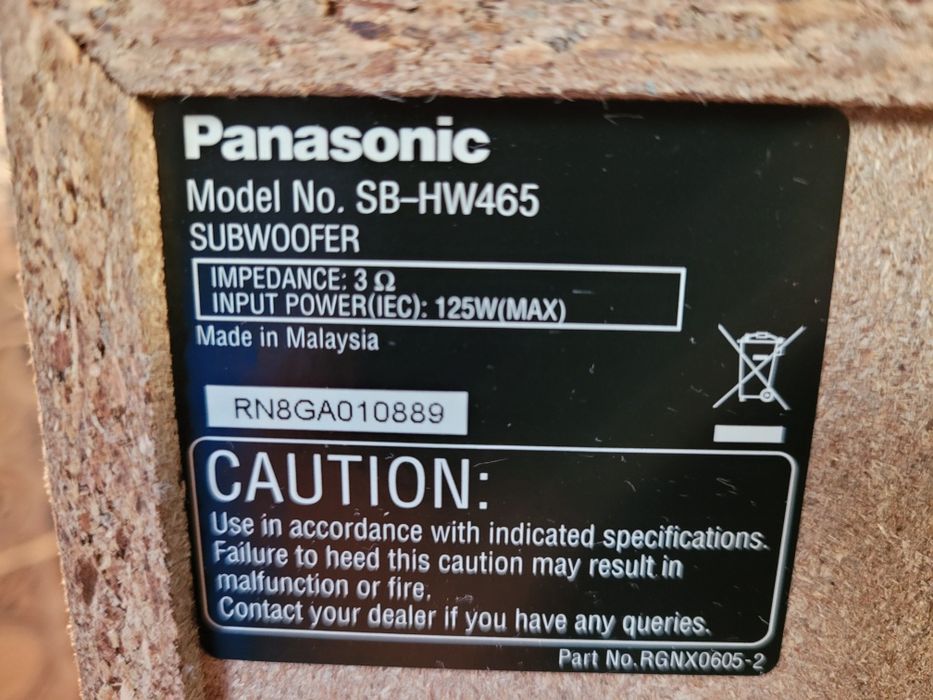 Panasonic
Model No. SB-HW465
SUBWOOFER
IMPEDANCE: 3 Ω
INPUT POWER(IEC): 125W(MAX)
Made in Malaysia
RN8GA010889
CAUTION:
Use in accordance with indicated specifications.
Failure to heed this caution may result in
malfunction or fire.
Contact your dealer if you have any queries.
Part No.RGNX0605-2